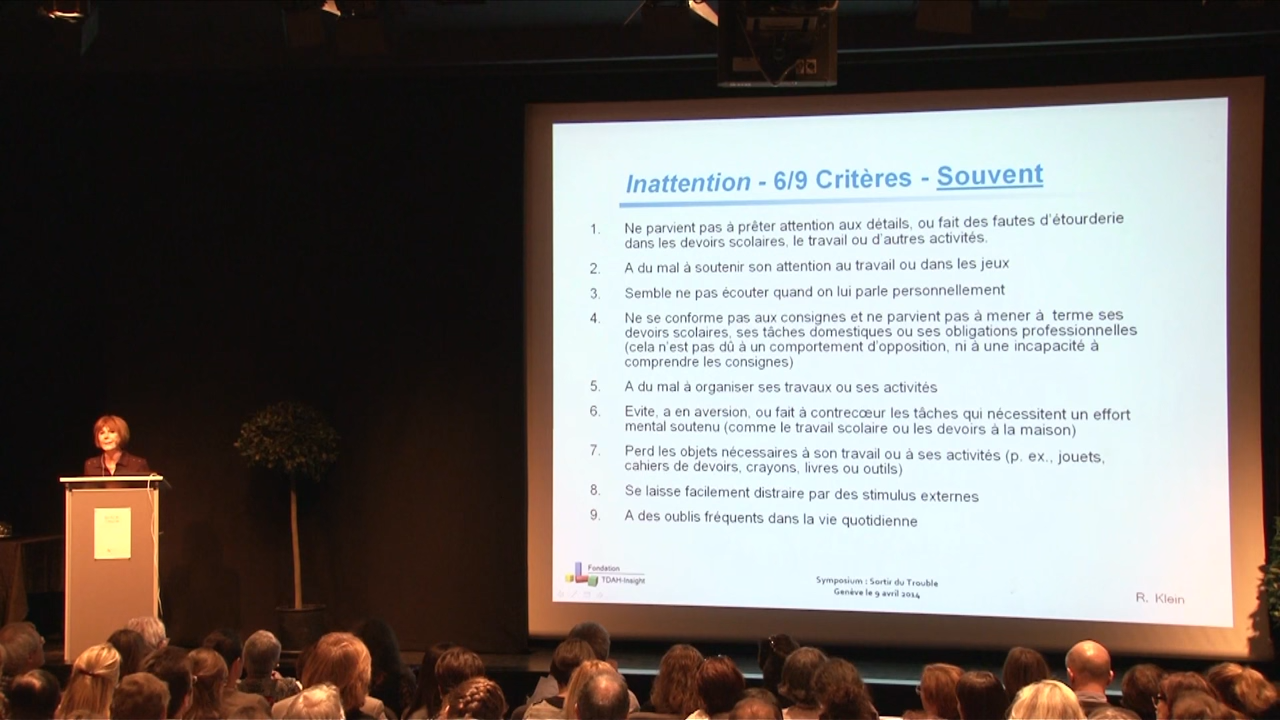 Inattention - 6/9 Critères - Souvent
1. Ne parvient pas à prêter attention aux détails, ou fait des fautes d'étourderie
dans les devoirs scolaires, le travail ou d'autres activités.
2. A du mal à soutenir son attention au travail ou dans les jeux
3. Semble ne pas écouter quand on lui parle personnellement
4. Ne se conforme pas aux consignes et ne parvient pas à mener à terme ses
devoirs scolaires, ses tâches domestiques ou ses obligations professionnelles
(cela n'est pas dû à un comportement d'opposition, ni à une incapacité à
comprendre les consignes)
5. A du mal à organiser ses travaux ou ses activités
6. Evite, a en aversion, ou fait à contrecœur les tâches qui nécessitent un effort
mental soutenu (comme le travail scolaire ou les devoirs à la maison)
7. Perd les objets nécessaires à son travail ou à ses activités (p. ex., jouets,
cahiers de devoirs, crayons, livres ou outils)
8. Se laisse facilement distraire par des stimulus externes
9. A des oublis fréquents dans la vie quotidienne
Fondation
TDAH-Insight
Symposium : Sortir du Trouble
Genève le 9 avril 2014
R. Klein